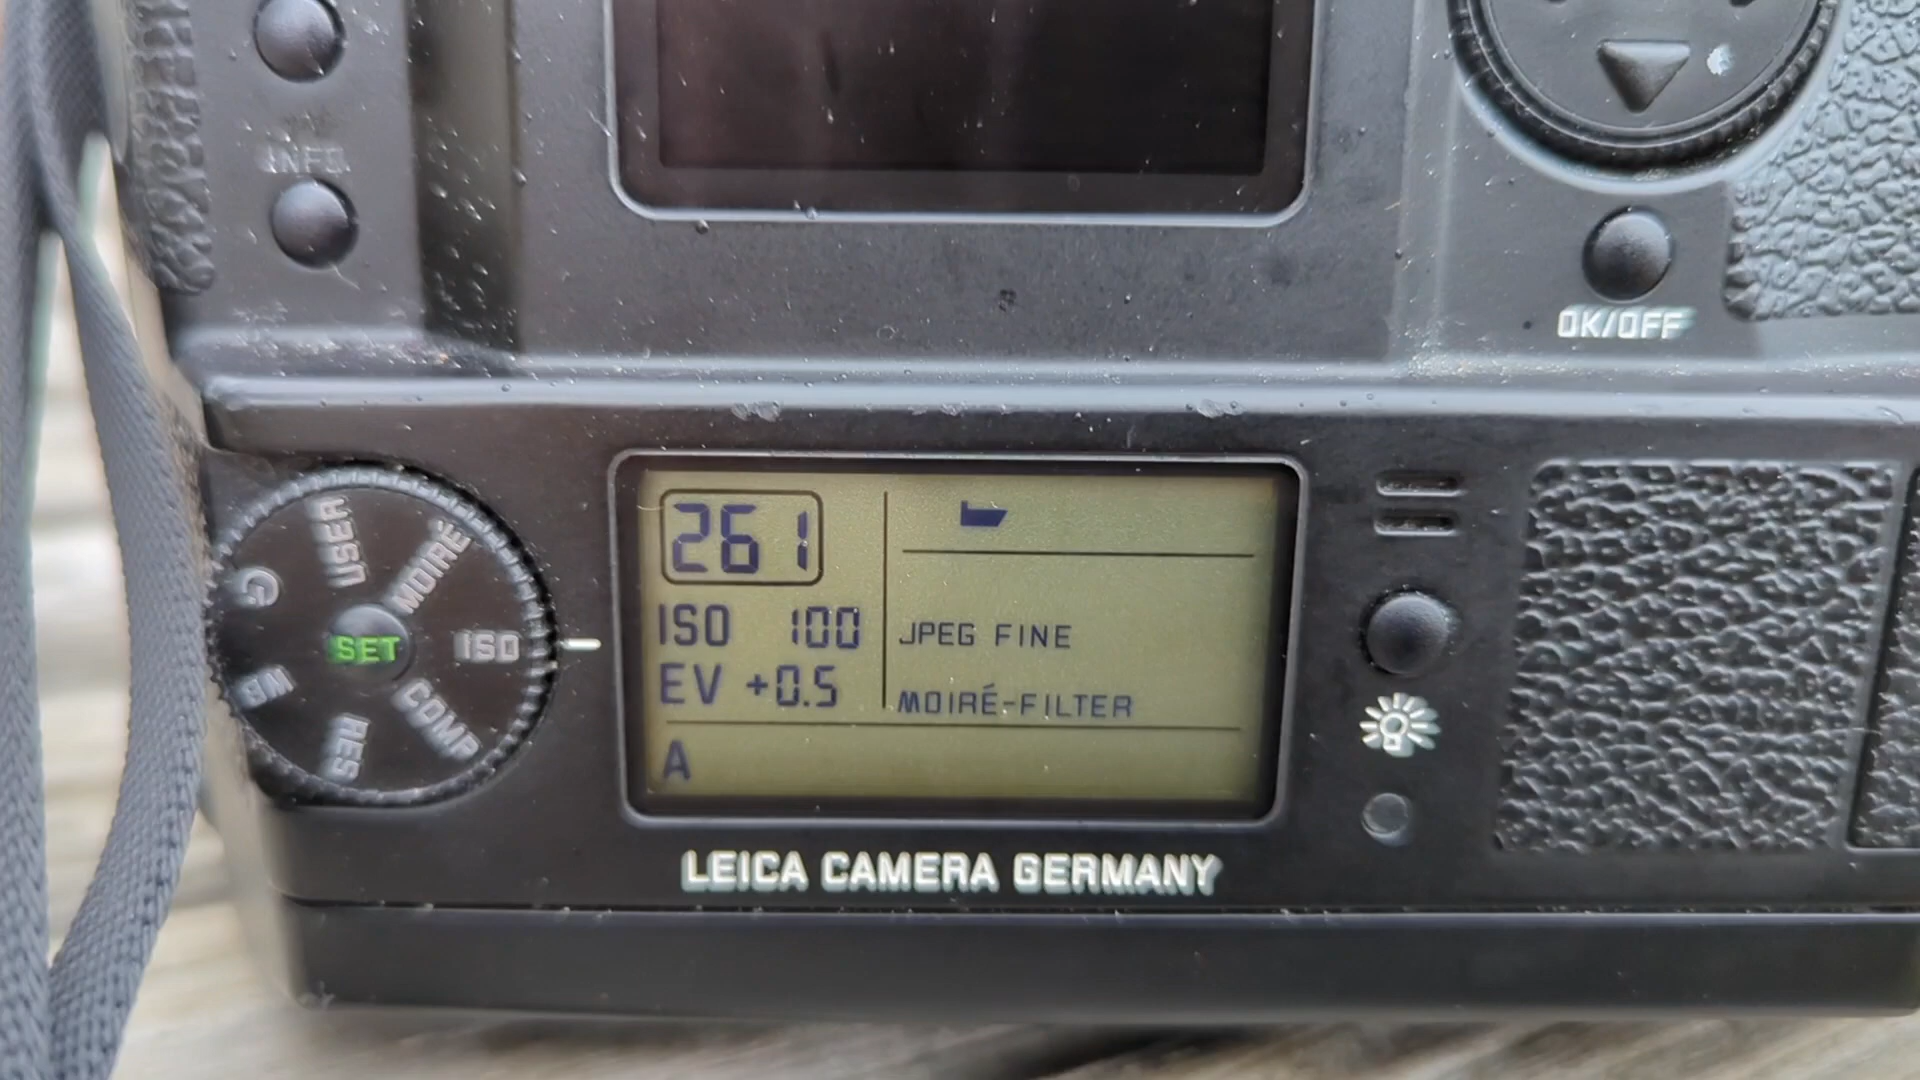 INFO
OK/OFF
USER
MOIRÉ
ISO
COMP
RES
WB
SET
261
ISO 100
EV +0.5
JPEG FINE
MOIRÉ-FILTER
A
LEICA CAMERA GERMANY